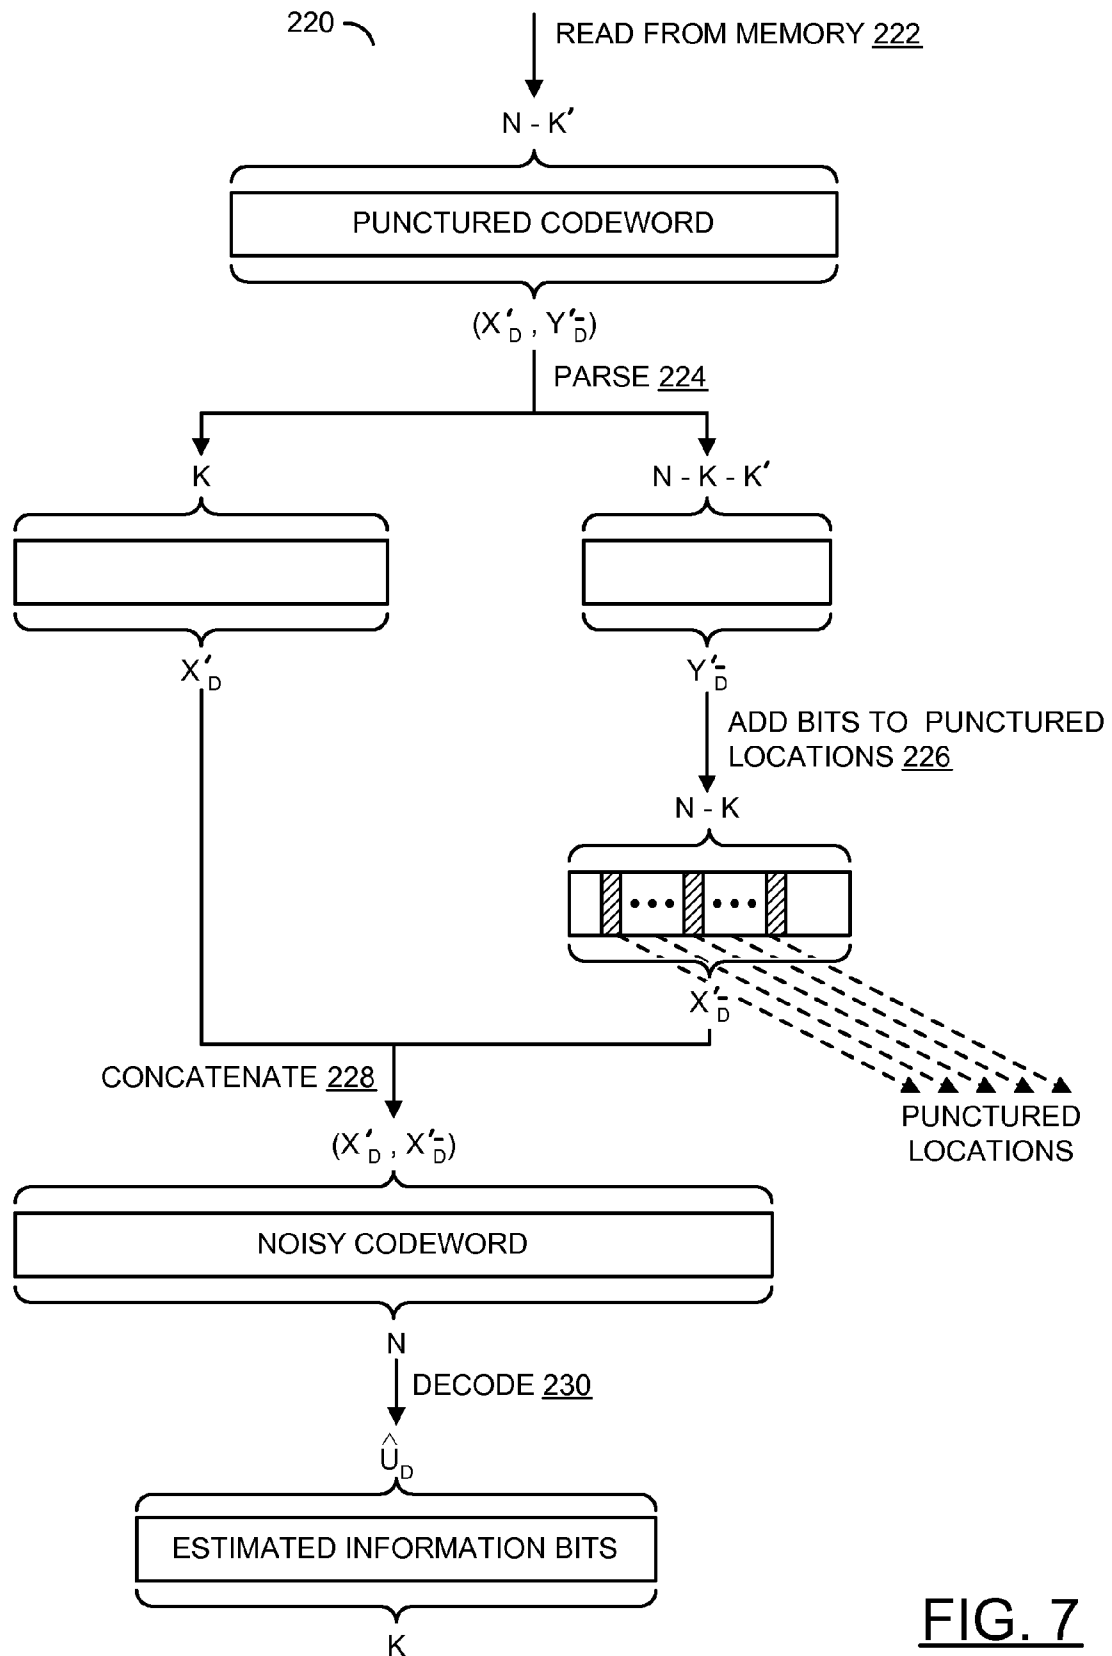 220
READ FROM MEMORY 222
N - K′
PUNCTURED CODEWORD
(X′D , Y′D̄)
PARSE 224
K
N - K - K′
X′D
Y′D̄
ADD BITS TO PUNCTURED
LOCATIONS 226
N - K
X′D̄
CONCATENATE 228
PUNCTURED
LOCATIONS
(X′D , X′D̄)
NOISY CODEWORD
N
DECODE 230
ÛD
ESTIMATED INFORMATION BITS
K
FIG. 7